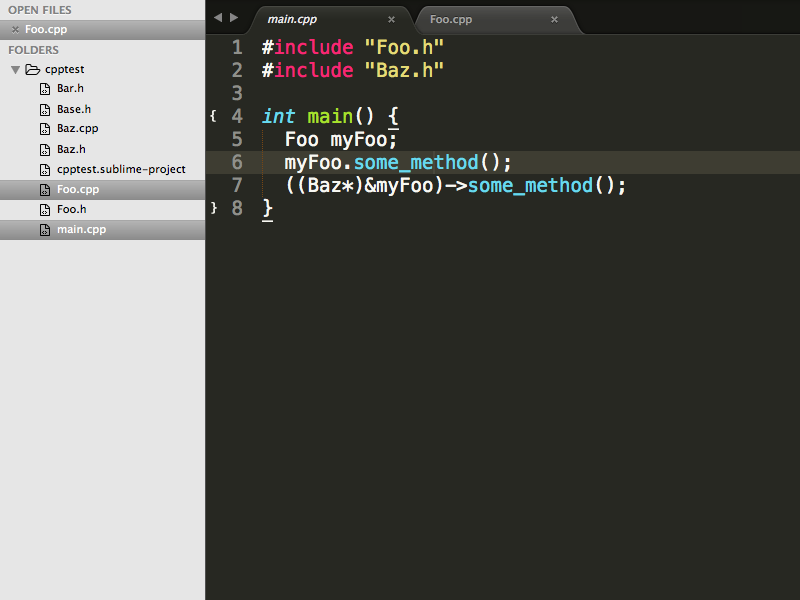 OPEN FILES
Foo.cpp
FOLDERS
cpptest
Bar.h
Base.h
Baz.cpp
Baz.h
cpptest.sublime-project
Foo.cpp
Foo.h
main.cpp
main.cpp
Foo.cpp
1 #include "Foo.h"
2 #include "Baz.h"
3
{ 4 int main() {
5 Foo myFoo;
6 myFoo.some_method();
7 ((Baz*)&myFoo)->some_method();
} 8 }